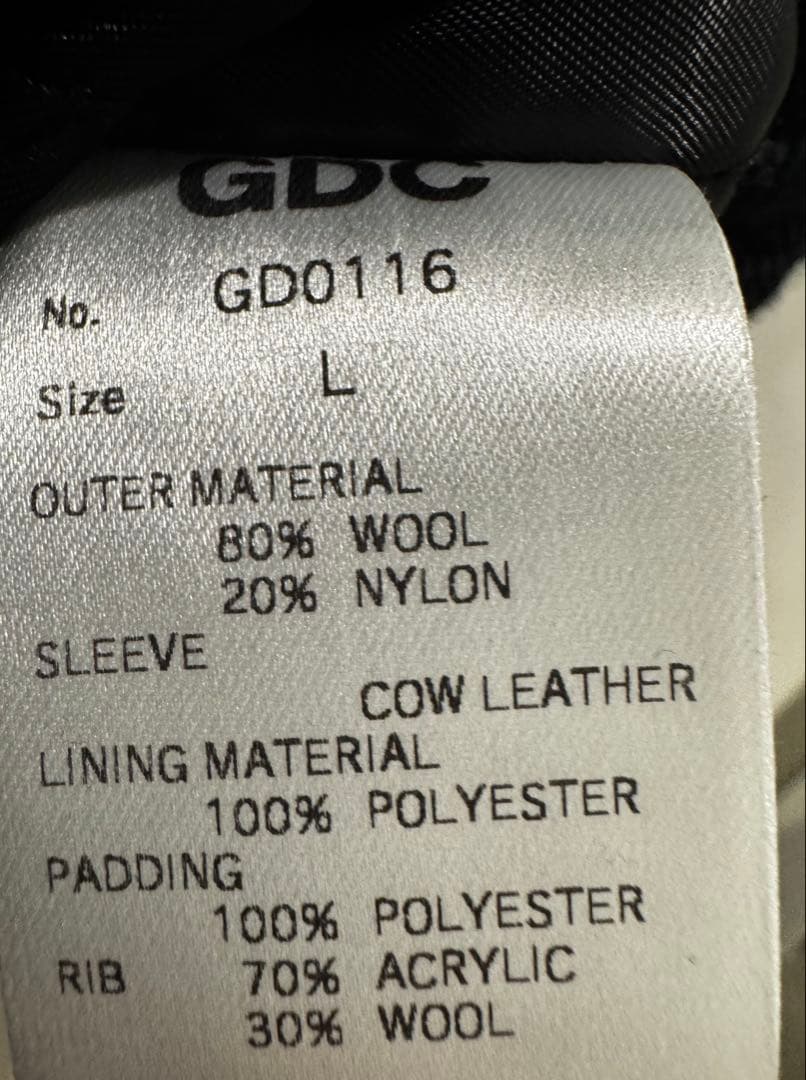 GDC
No. GD0116
Size L
OUTER MATERIAL
80% WOOL
20% NYLON
SLEEVE
COW LEATHER
LINING MATERIAL
100% POLYESTER
PADDING
100% POLYESTER
RIB 70% ACRYLIC
30% WOOL